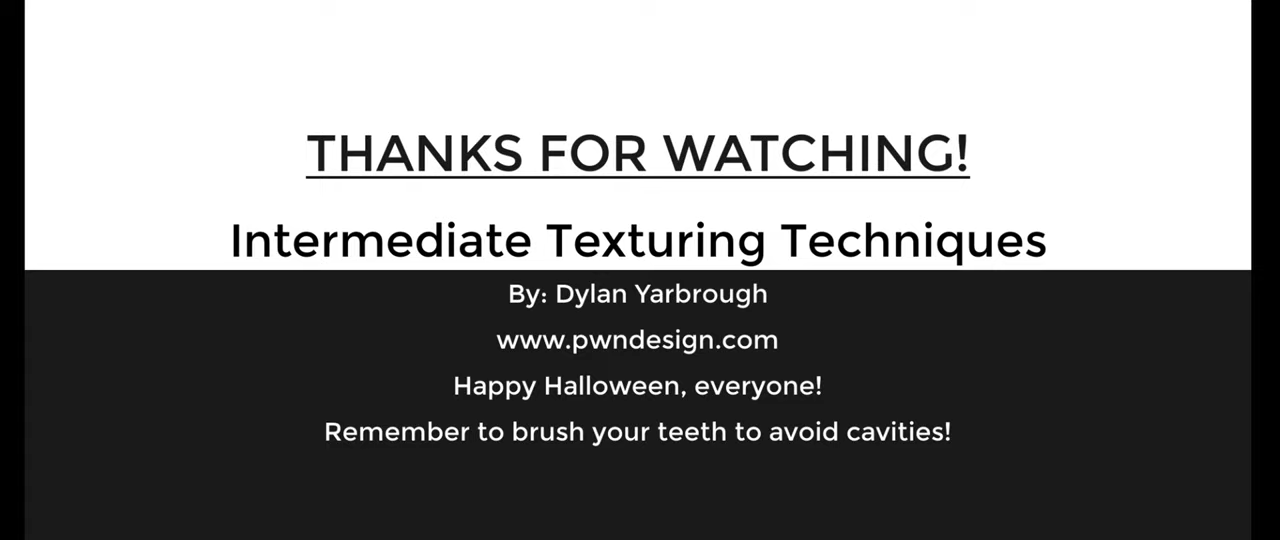 THANKS FOR WATCHING!
Intermediate Texturing Techniques
By: Dylan Yarbrough
www.pwndesign.com
Happy Halloween, everyone!
Remember to brush your teeth to avoid cavities!